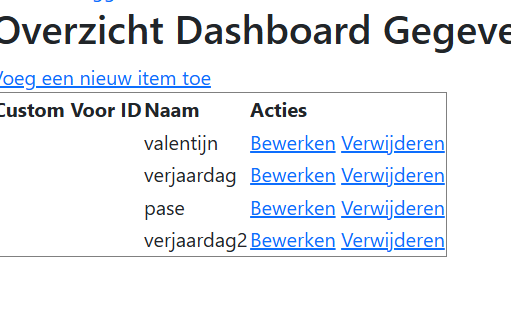 Overzicht Dashboard Gegeve
Voeg een nieuw item toe
Custom Voor ID Naam Acties
valentijn Bewerken Verwijderen
verjaardag Bewerken Verwijderen
pase Bewerken Verwijderen
verjaardag2 Bewerken Verwijderen